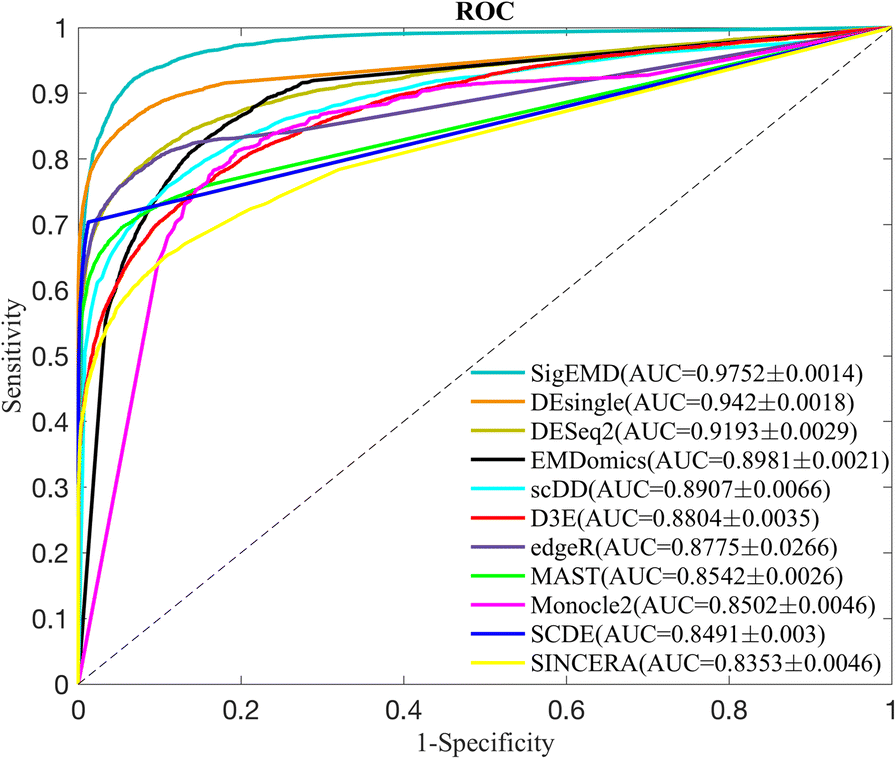 ROC
1
0.9
0.8
0.7
0.6
0.5
0.4
0.3
0.2
0.1
0
Sensitivity
SigEMD(AUC=0.9752±0.0014)
DEsingle(AUC=0.942±0.0018)
DESeq2(AUC=0.9193±0.0029)
EMDomics(AUC=0.8981±0.0021)
scDD(AUC=0.8907±0.0066)
D3E(AUC=0.8804±0.0035)
edgeR(AUC=0.8775±0.0266)
MAST(AUC=0.8542±0.0026)
Monocle2(AUC=0.8502±0.0046)
SCDE(AUC=0.8491±0.003)
SINCERA(AUC=0.8353±0.0046)
0 0.2 0.4 0.6 0.8 1
1-Specificity